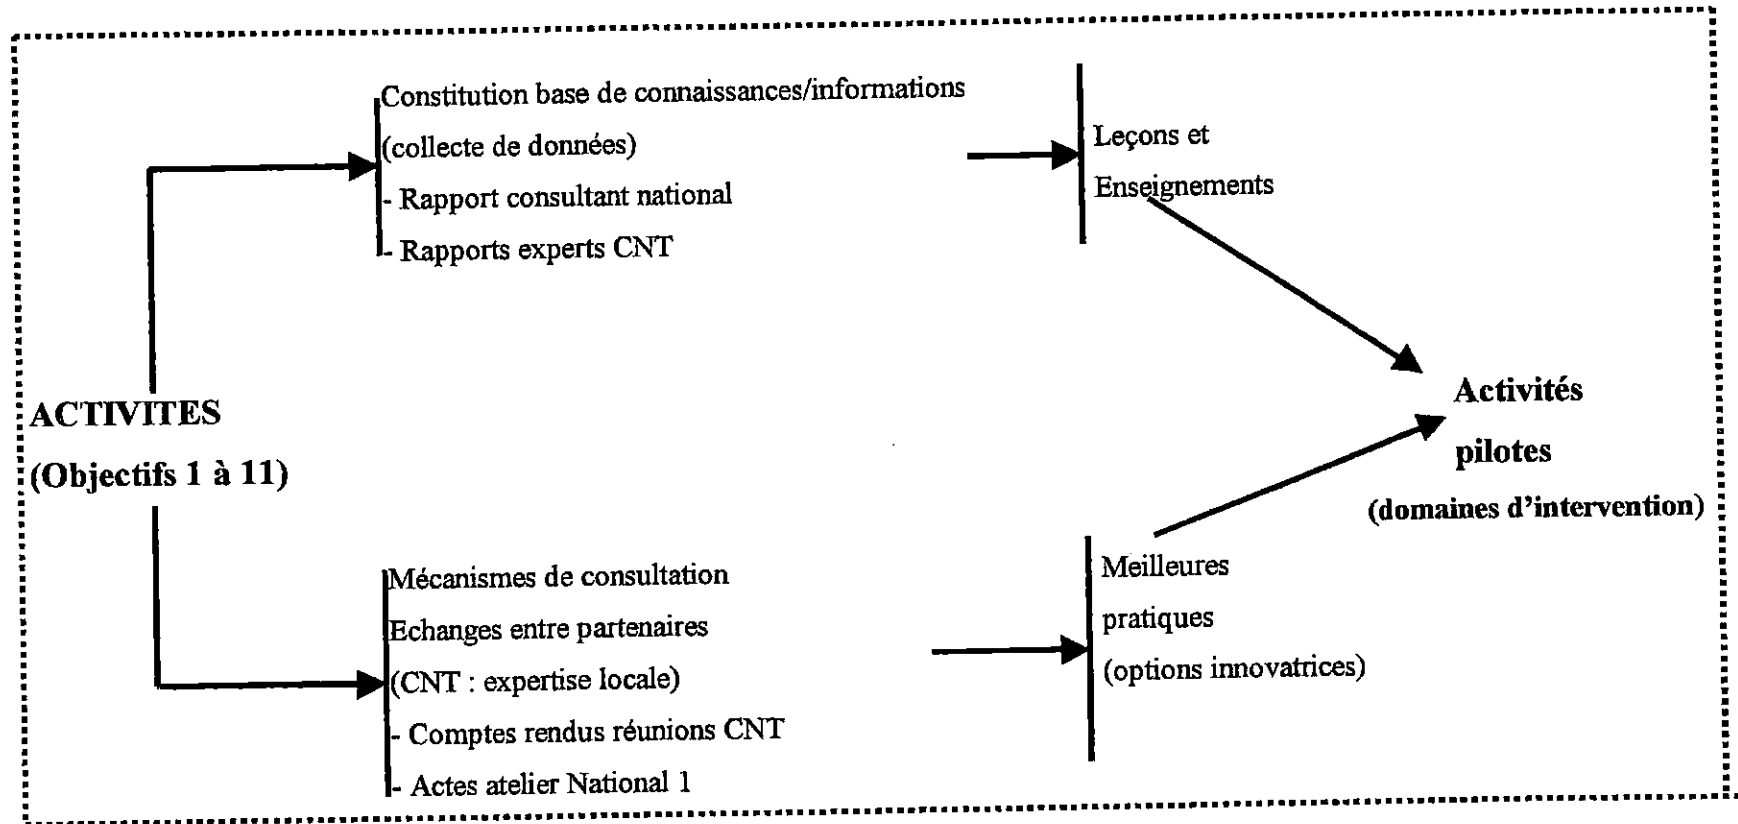 Constitution base de connaissances/informations
(collecte de données)
- Rapport consultant national
- Rapports experts CNT
Leçons et
Enseignements
ACTIVITES
(Objectifs 1 à 11)
Activités
pilotes
(domaines d'intervention)
Mécanismes de consultation
Echanges entre partenaires
(CNT : expertise locale)
- Comptes rendus réunions CNT
- Actes atelier National 1
Meilleures
pratiques
(options innovatrices)